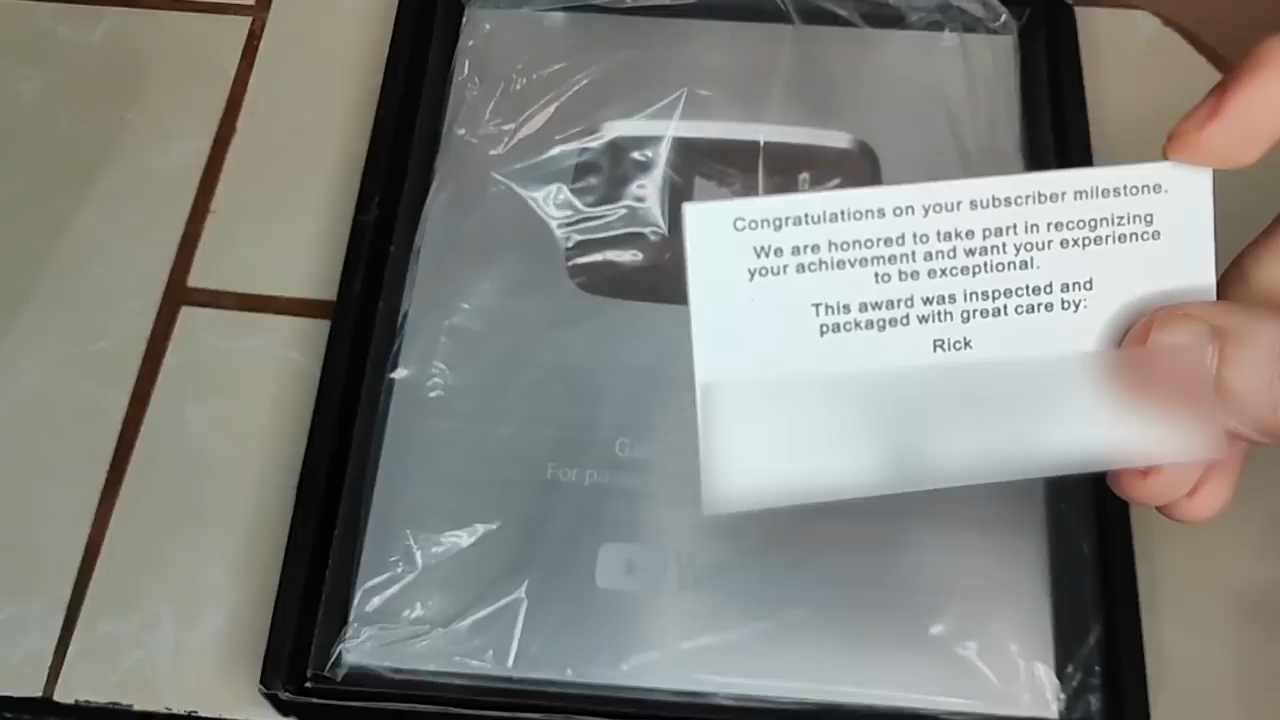 Congratulations on your subscriber milestone.
We are honored to take part in recognizing
your achievement and want your experience
to be exceptional.
This award was inspected and
packaged with great care by:
Rick
For